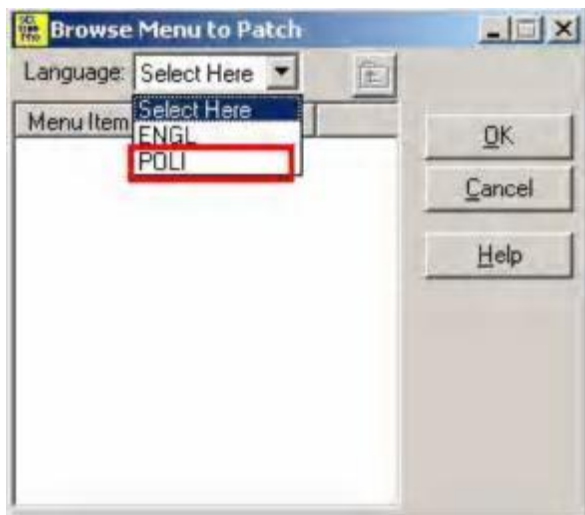 Browse Menu to Patch
Language: Select Here
Menu Item
Select Here
ENGL
POLI
OK
Cancel
Help